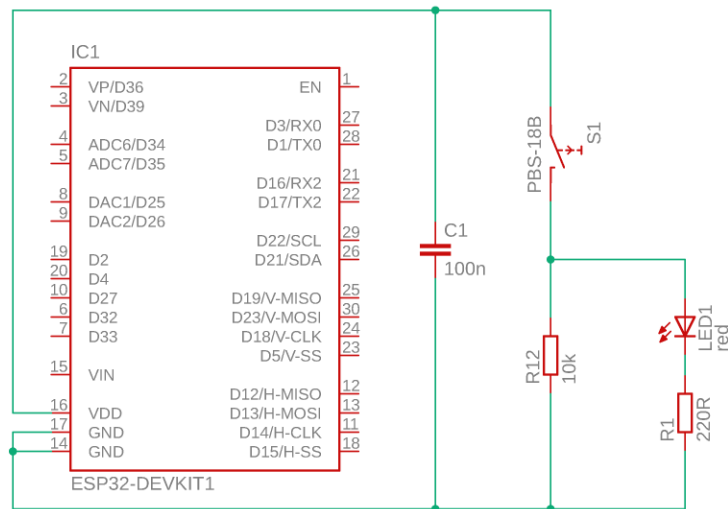 IC1
2 VP/D36 EN 1
3 VN/D39
D3/RX0 27
4 ADC6/D34 D1/TX0 28
5 ADC7/D35
D16/RX2 21
8 DAC1/D25 D17/TX2 22
9 DAC2/D26
D22/SCL 29
19 D2 D21/SDA 26
20 D4
10 D27 D19/V-MISO 25
6 D32 D23/V-MOSI 30
7 D33 D18/V-CLK 24
D5/V-SS 23
15 VIN
D12/H-MISO 12
16 VDD D13/H-MOSI 13
17 GND D14/H-CLK 11
14 GND D15/H-SS 18
ESP32-DEVKIT1
C1
100n
PBS-18B
S1
R12
10k
LED1
red
R1
220R